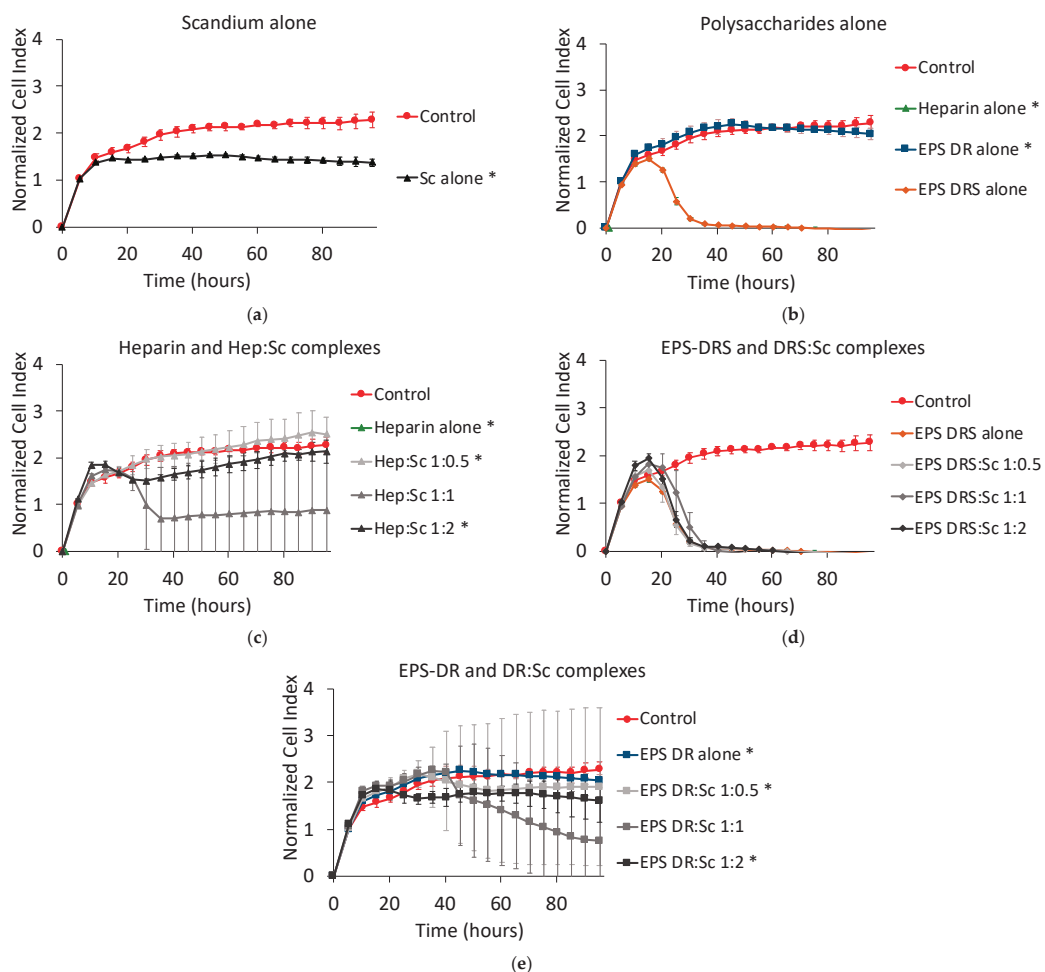 Scandium alone
Normalized Cell Index
4
3
2
1
0
0 20 40 60 80
Time (hours)
Control
Sc alone *
(a)
Polysaccharides alone
Normalized Cell Index
4
3
2
1
0
0 20 40 60 80
Time (hours)
Control
Heparin alone *
EPS DR alone *
EPS DRS alone
(b)
Heparin and Hep:Sc complexes
Normalized Cell Index
4
3
2
1
0
0 20 40 60 80
Time (hours)
Control
Heparin alone *
Hep:Sc 1:0.5 *
Hep:Sc 1:1
Hep:Sc 1:2 *
(c)
EPS-DRS and DRS:Sc complexes
Normalized Cell Index
4
3
2
1
0
0 20 40 60 80
Time (hours)
Control
EPS DRS alone
EPS DRS:Sc 1:0.5
EPS DRS:Sc 1:1
EPS DRS:Sc 1:2
(d)
EPS-DR and DR:Sc complexes
Normalized Cell Index
4
3
2
1
0
0 20 40 60 80
Time (hours)
Control
EPS DR alone *
EPS DR:Sc 1:0.5 *
EPS DR:Sc 1:1
EPS DR:Sc 1:2 *
(e)